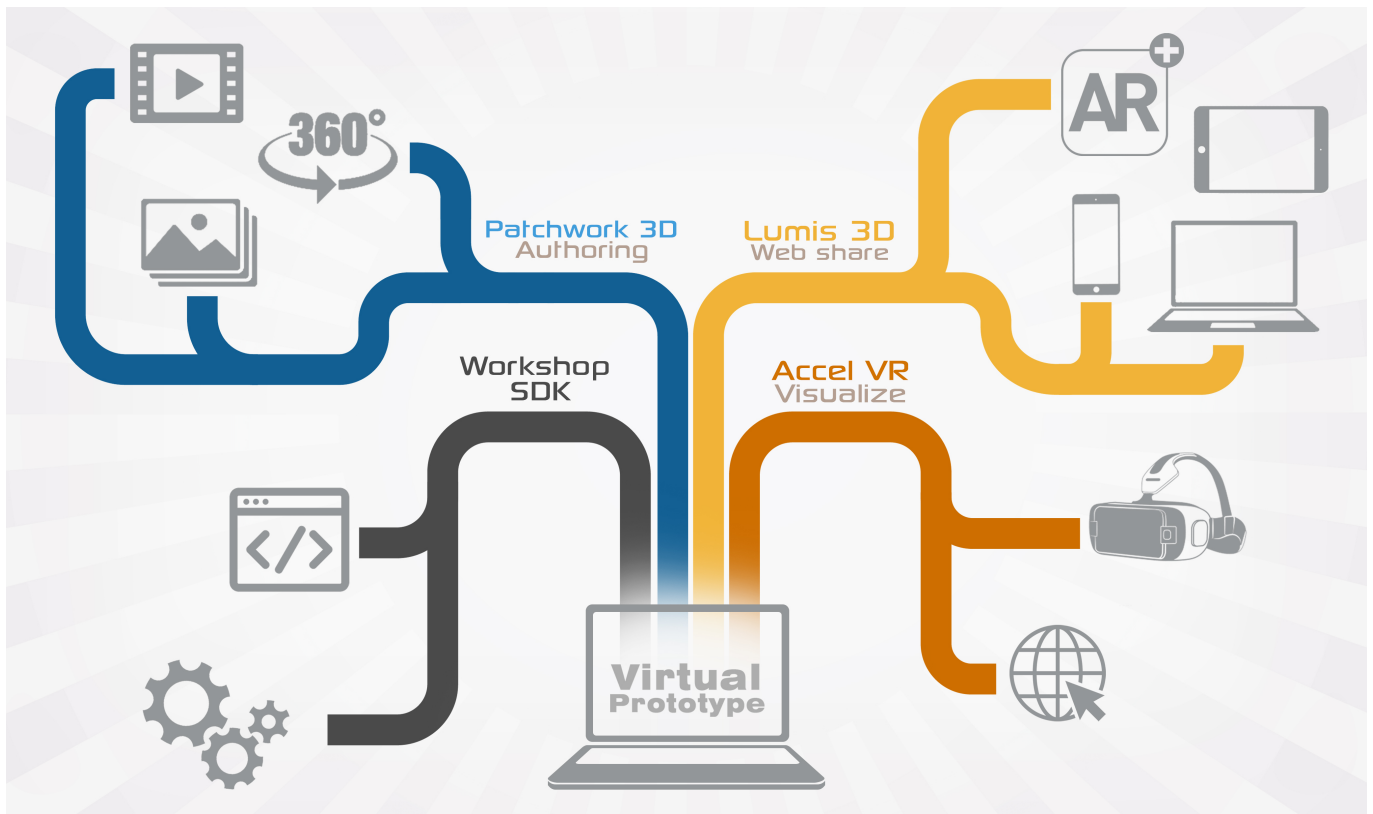 360°
AR
Patchwork 3D
Authoring
Lumis 3D
Web share
Workshop
SDK
Accel VR
Visualize
</>
Virtual
Prototype